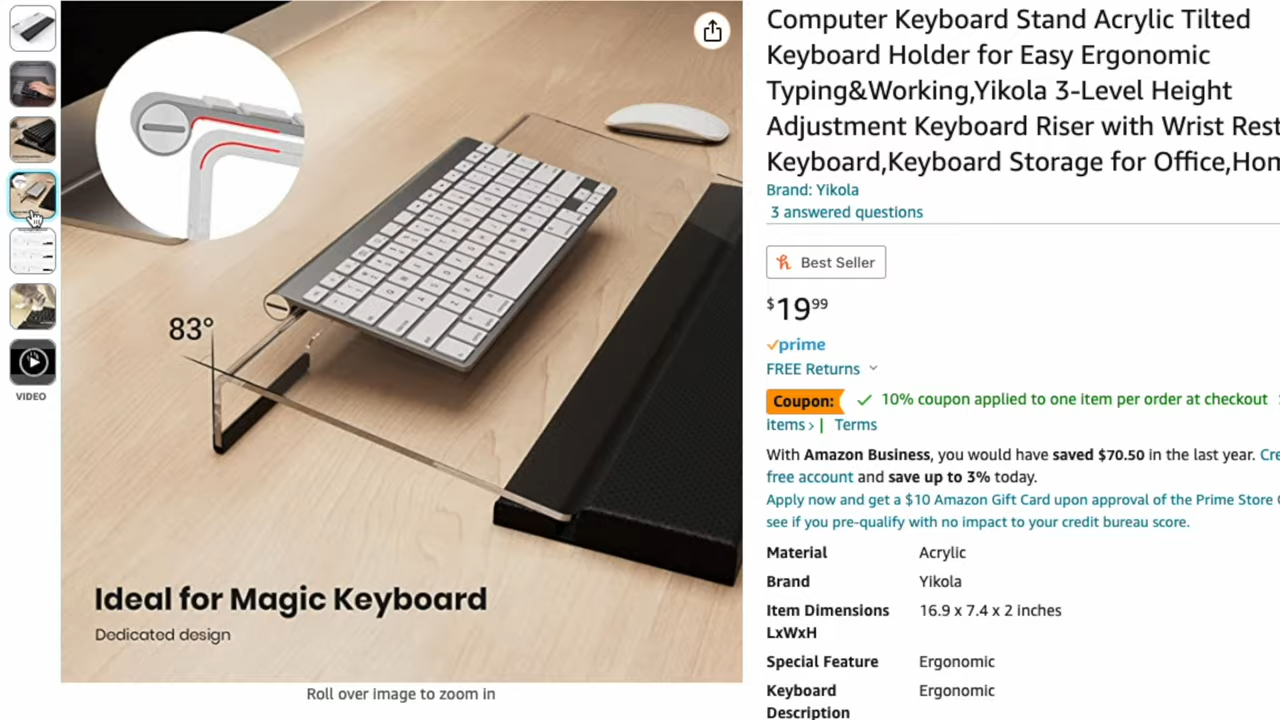 VIDEO
83°
Ideal for Magic Keyboard
Dedicated design
Roll over image to zoom in
Computer Keyboard Stand Acrylic Tilted
Keyboard Holder for Easy Ergonomic
Typing&Working,Yikola 3-Level Height
Adjustment Keyboard Riser with Wrist Rest
Keyboard,Keyboard Storage for Office,Hom
Brand: Yikola
3 answered questions
Best Seller
$19⁹⁹
prime
FREE Returns
Coupon: 10% coupon applied to one item per order at checkout
items › | Terms
With Amazon Business, you would have saved $70.50 in the last year. Cre
free account and save up to 3% today.
Apply now and get a $10 Amazon Gift Card upon approval of the Prime Store
see if you pre-qualify with no impact to your credit bureau score.
Material Acrylic
Brand Yikola
Item Dimensions 16.9 x 7.4 x 2 inches
LxWxH
Special Feature Ergonomic
Keyboard Ergonomic
Description